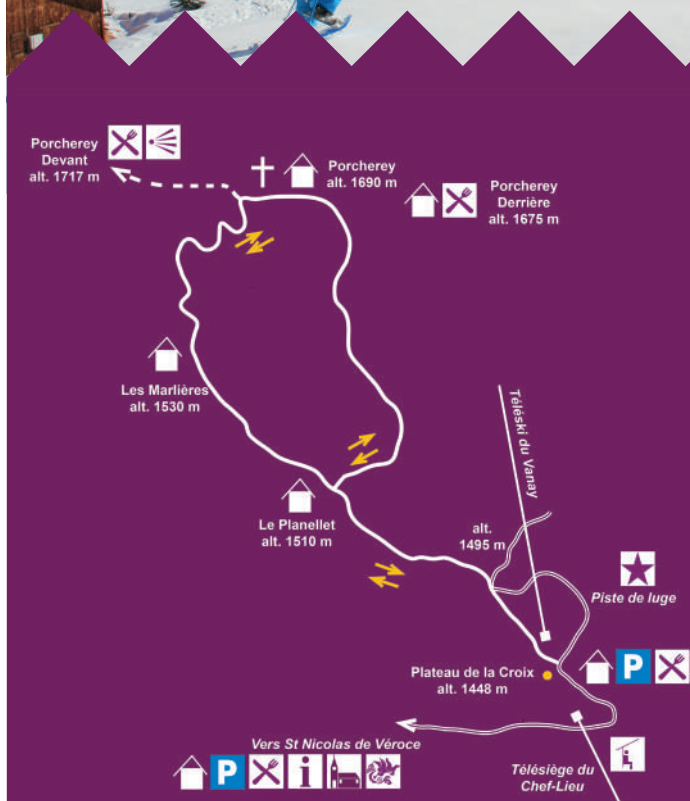 Porcherey
Devant
alt. 1717 m
Porcherey
alt. 1690 m
Porcherey
Derrière
alt. 1675 m
Les Marlières
alt. 1530 m
Téléski du Vanay
Le Planellet
alt. 1510 m
alt.
1495 m
Piste de luge
P
Plateau de la Croix
alt. 1448 m
Vers St Nicolas de Véroce
P
i
Télésiège du
Chef-Lieu